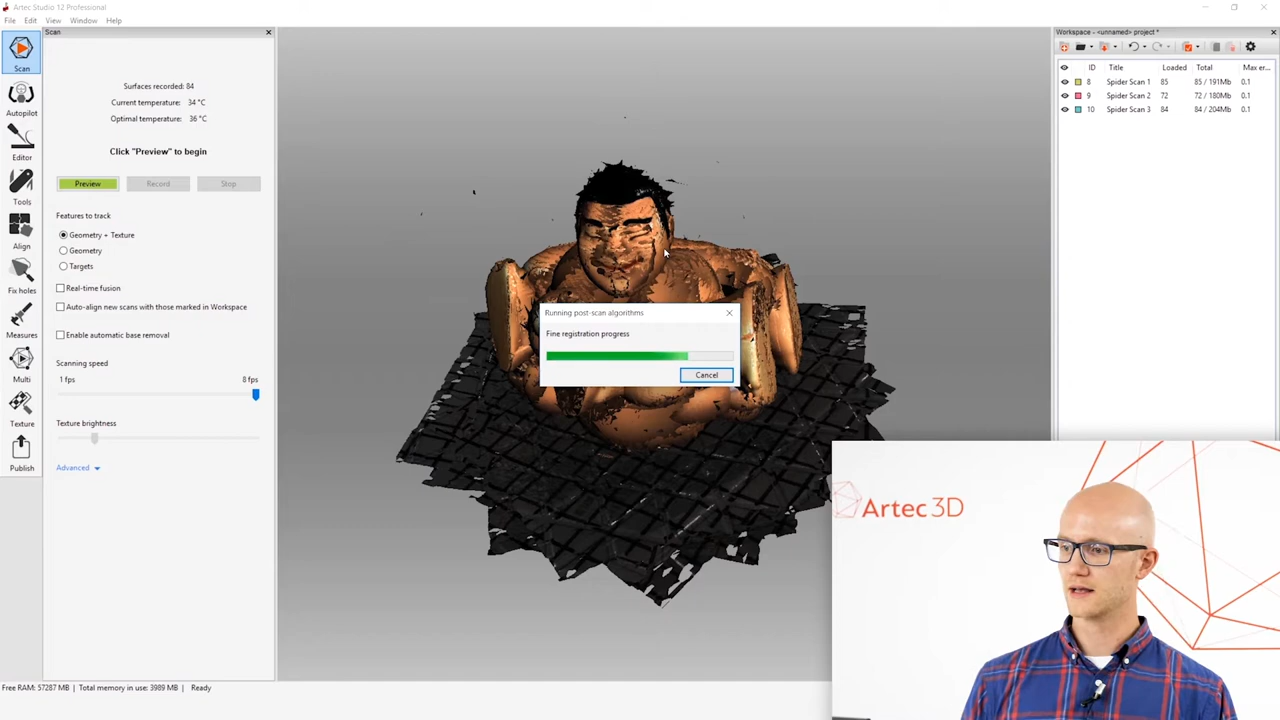 Artec Studio 12 Professional
File Edit View Window Help
Scan
Workspace - <unnamed> project *
Scan
Autopilot
Editor
Tools
Align
Fix holes
Measures
Multi
Texture
Publish
Surfaces recorded: 84
Current temperature: 34 °C
Optimal temperature: 36 °C
Click "Preview" to begin
Preview Record Stop
Features to track
Geometry + Texture
Geometry
Targets
Real-time fusion
Auto-align new scans with those marked in Workspace
Enable automatic base removal
Scanning speed
1 fps 8 fps
Texture brightness
Advanced
Running post-scan algorithms
Fine registration progress
Cancel
ID Title Loaded Total Max er...
8 Spider Scan 1 85 85 / 191Mb 0.1
9 Spider Scan 2 72 72 / 180Mb 0.1
10 Spider Scan 3 84 84 / 204Mb 0.1
Artec 3D
Free RAM: 57287 MB | Total memory in use: 3989 MB | Ready